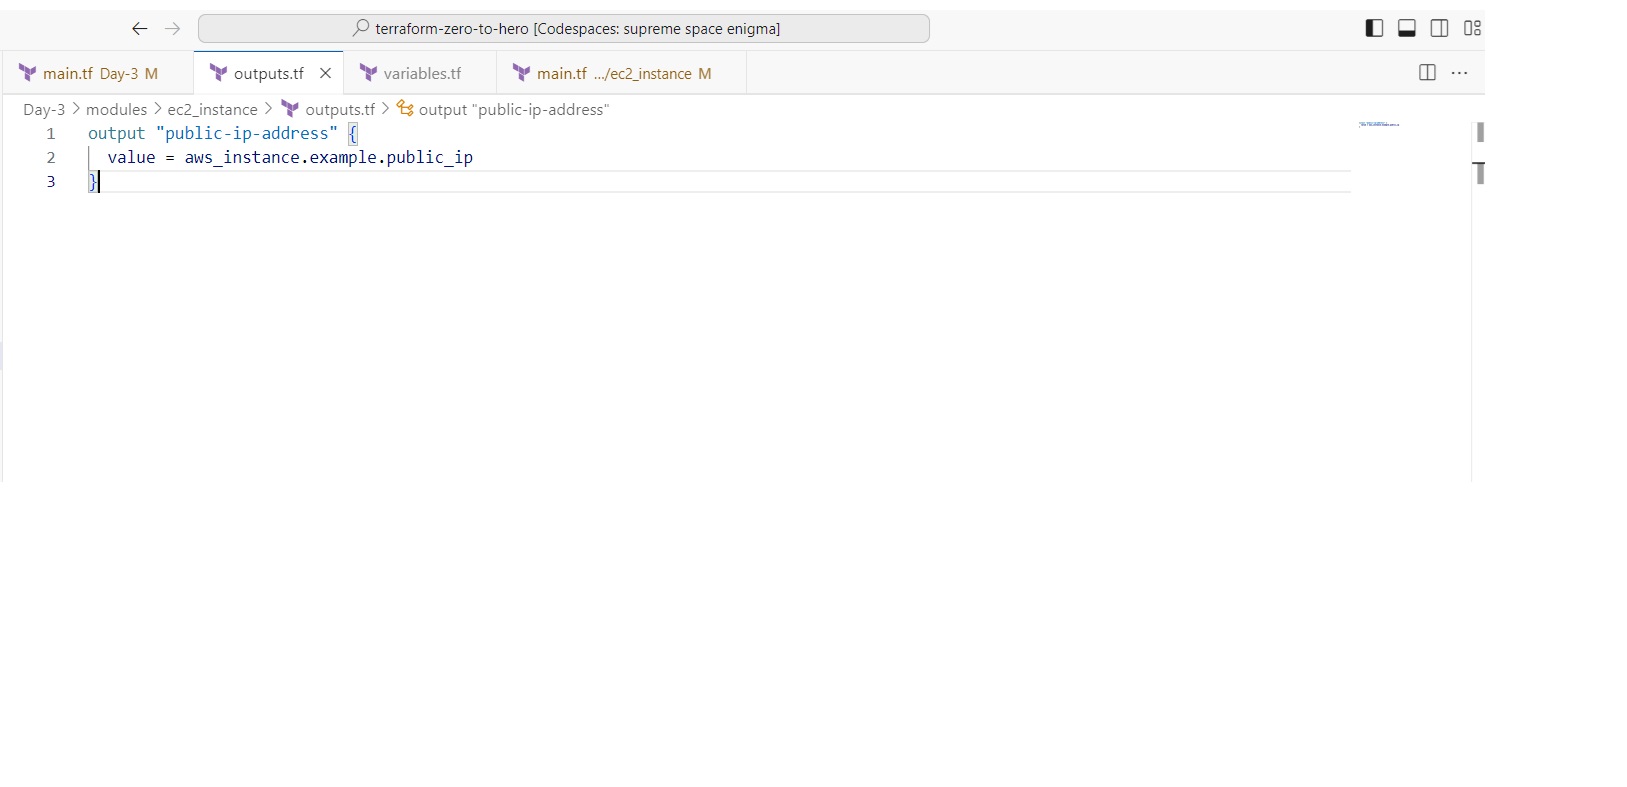 terraform-zero-to-hero [Codespaces: supreme space enigma]
main.tf Day-3 M
outputs.tf
variables.tf
main.tf .../ec2_instance M
Day-3 > modules > ec2_instance > outputs.tf > output "public-ip-address"
1 output "public-ip-address" {
2 value = aws_instance.example.public_ip
3 }